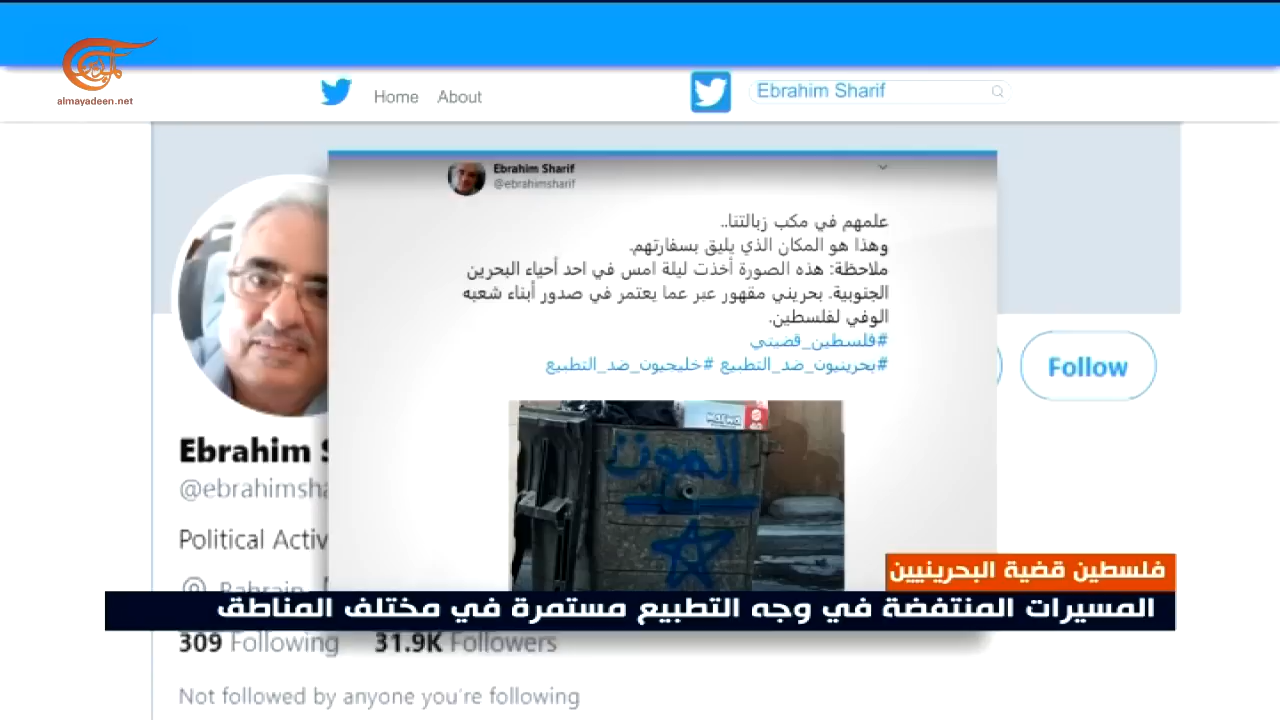 almayadeen.net
Home About
Ebrahim Sharif
Ebrahim Sharif
@ebrahimsharif
علمهم في مكب زبالتنا..
وهذا هو المكان الذي يليق بسفارتهم.
ملاحظة: هذه الصورة أخذت ليلة امس في احد أحياء البحرين
الجنوبية. بحريني مقهور عبر عما يعتمر في صدور أبناء شعبه
الوفي لفلسطين.
#فلسطين_قضيتي
#بحرينيون_ضد_التطبيع #خليجيون_ضد_التطبيع
Follow
الموت
Ebrahim S
@ebrahimsha
Political Activ
Bahrain
فلسطين قضية البحرينيين
المسيرات المنتفضة في وجه التطبيع مستمرة في مختلف المناطق
309 Following 31.9K Followers
Not followed by anyone you're following